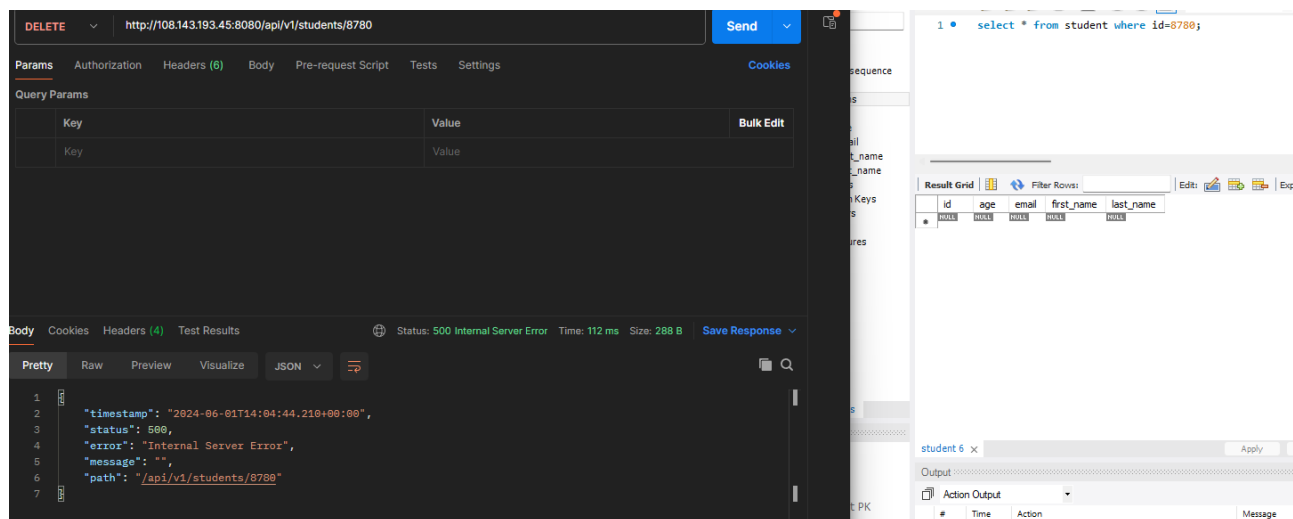 DELETE http://108.143.193.45:8080/api/v1/students/8780 Send
Params Authorization Headers (6) Body Pre-request Script Tests Settings Cookies
Query Params
Key Value Bulk Edit
Key Value
Body Cookies Headers (4) Test Results Status: 500 Internal Server Error Time: 112 ms Size: 288 B Save Response
Pretty Raw Preview Visualize JSON
1 {
2 "timestamp": "2024-06-01T14:04:44.210+00:00",
3 "status": 500,
4 "error": "Internal Server Error",
5 "message": "",
6 "path": "/api/v1/students/8780"
7 }
sequence
t_name
_name
Keys
ures
t PK
1 select * from student where id=8780;
Result Grid Filter Rows: Edit: Exp
id age email first_name last_name
* NULL NULL NULL NULL NULL
student 6 x Apply
Output
Action Output
# Time Action Message